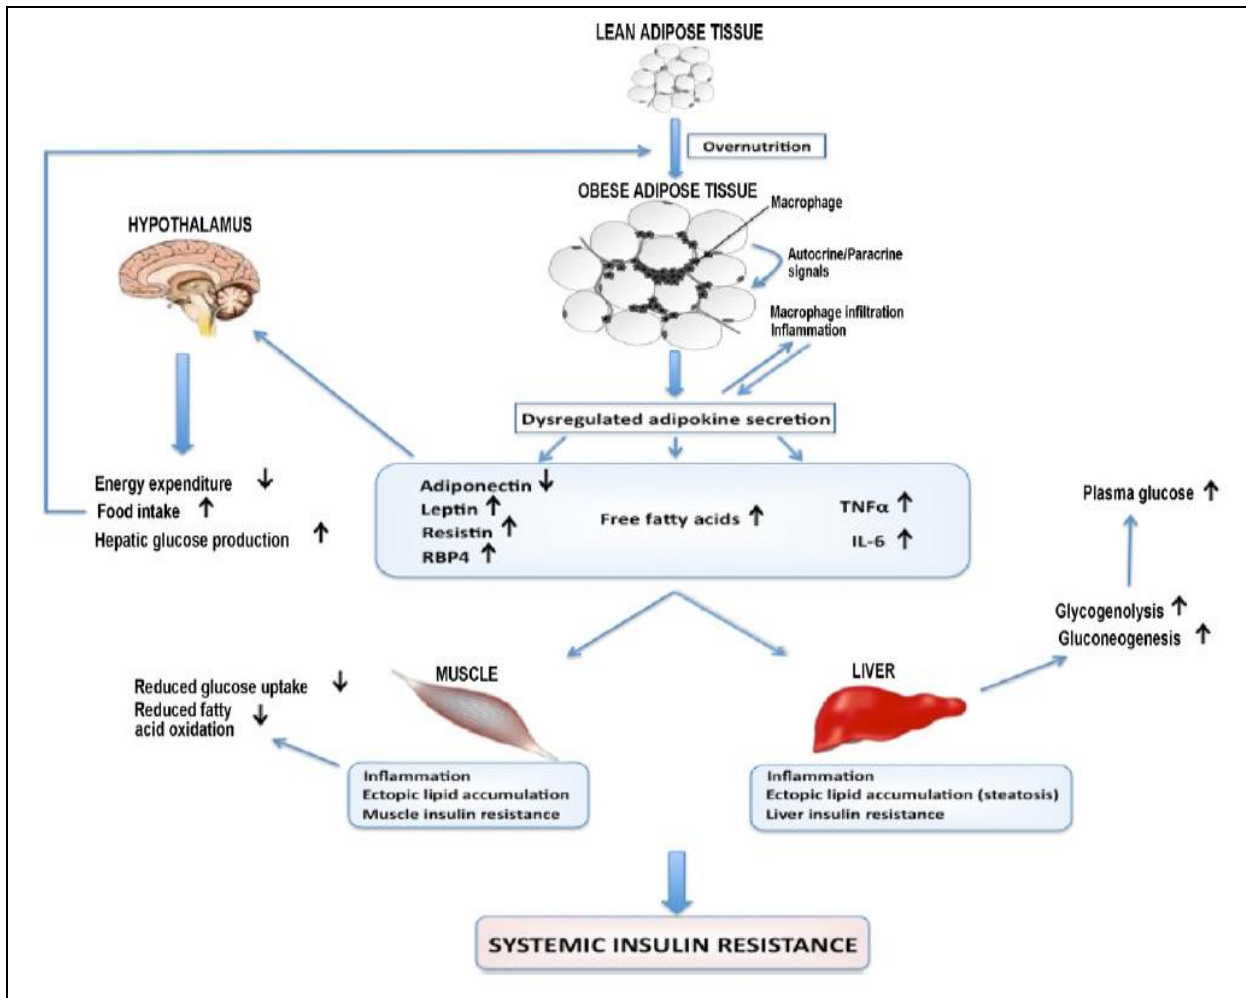 LEAN ADIPOSE TISSUE
Overnutrition
OBESE ADIPOSE TISSUE
Macrophage
Autocrine/Paracrine
signals
Macrophage infiltration
Inflammation
HYPOTHALAMUS
Dysregulated adipokine secretion
Energy expenditure ↓
Food intake ↑
Hepatic glucose production ↑
Adiponectin ↓
Leptin ↑
Resistin ↑
RBP4 ↑
Free fatty acids ↑
TNFα ↑
IL-6 ↑
Plasma glucose ↑
Glycogenolysis ↑
Gluconeogenesis ↑
MUSCLE
Reduced glucose uptake ↓
Reduced fatty
acid oxidation ↓
Inflammation
Ectopic lipid accumulation
Muscle insulin resistance
LIVER
Inflammation
Ectopic lipid accumulation (steatosis)
Liver insulin resistance
SYSTEMIC INSULIN RESISTANCE